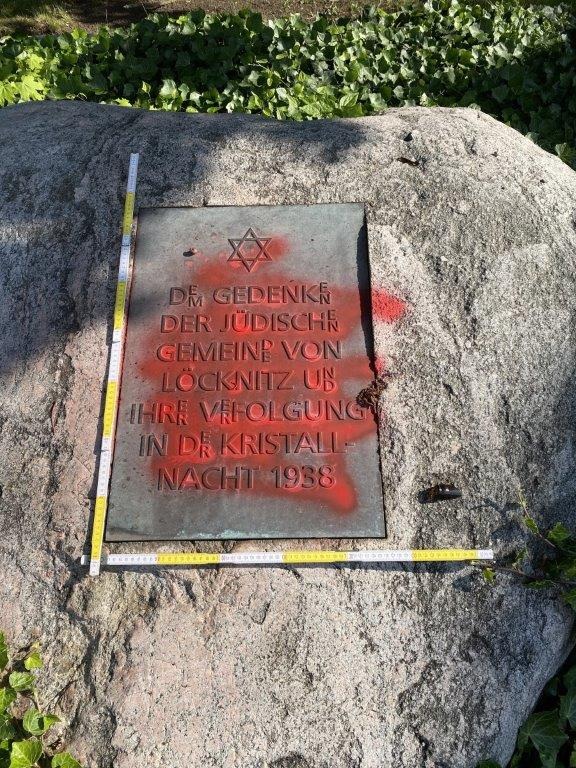 DEM GEDENKEN
DER JÜDISCHEN
GEMEINDE VON
LÖCKNITZ UND
IHRER VERFOLGUNG
IN DER KRISTALL-
NACHT 1938